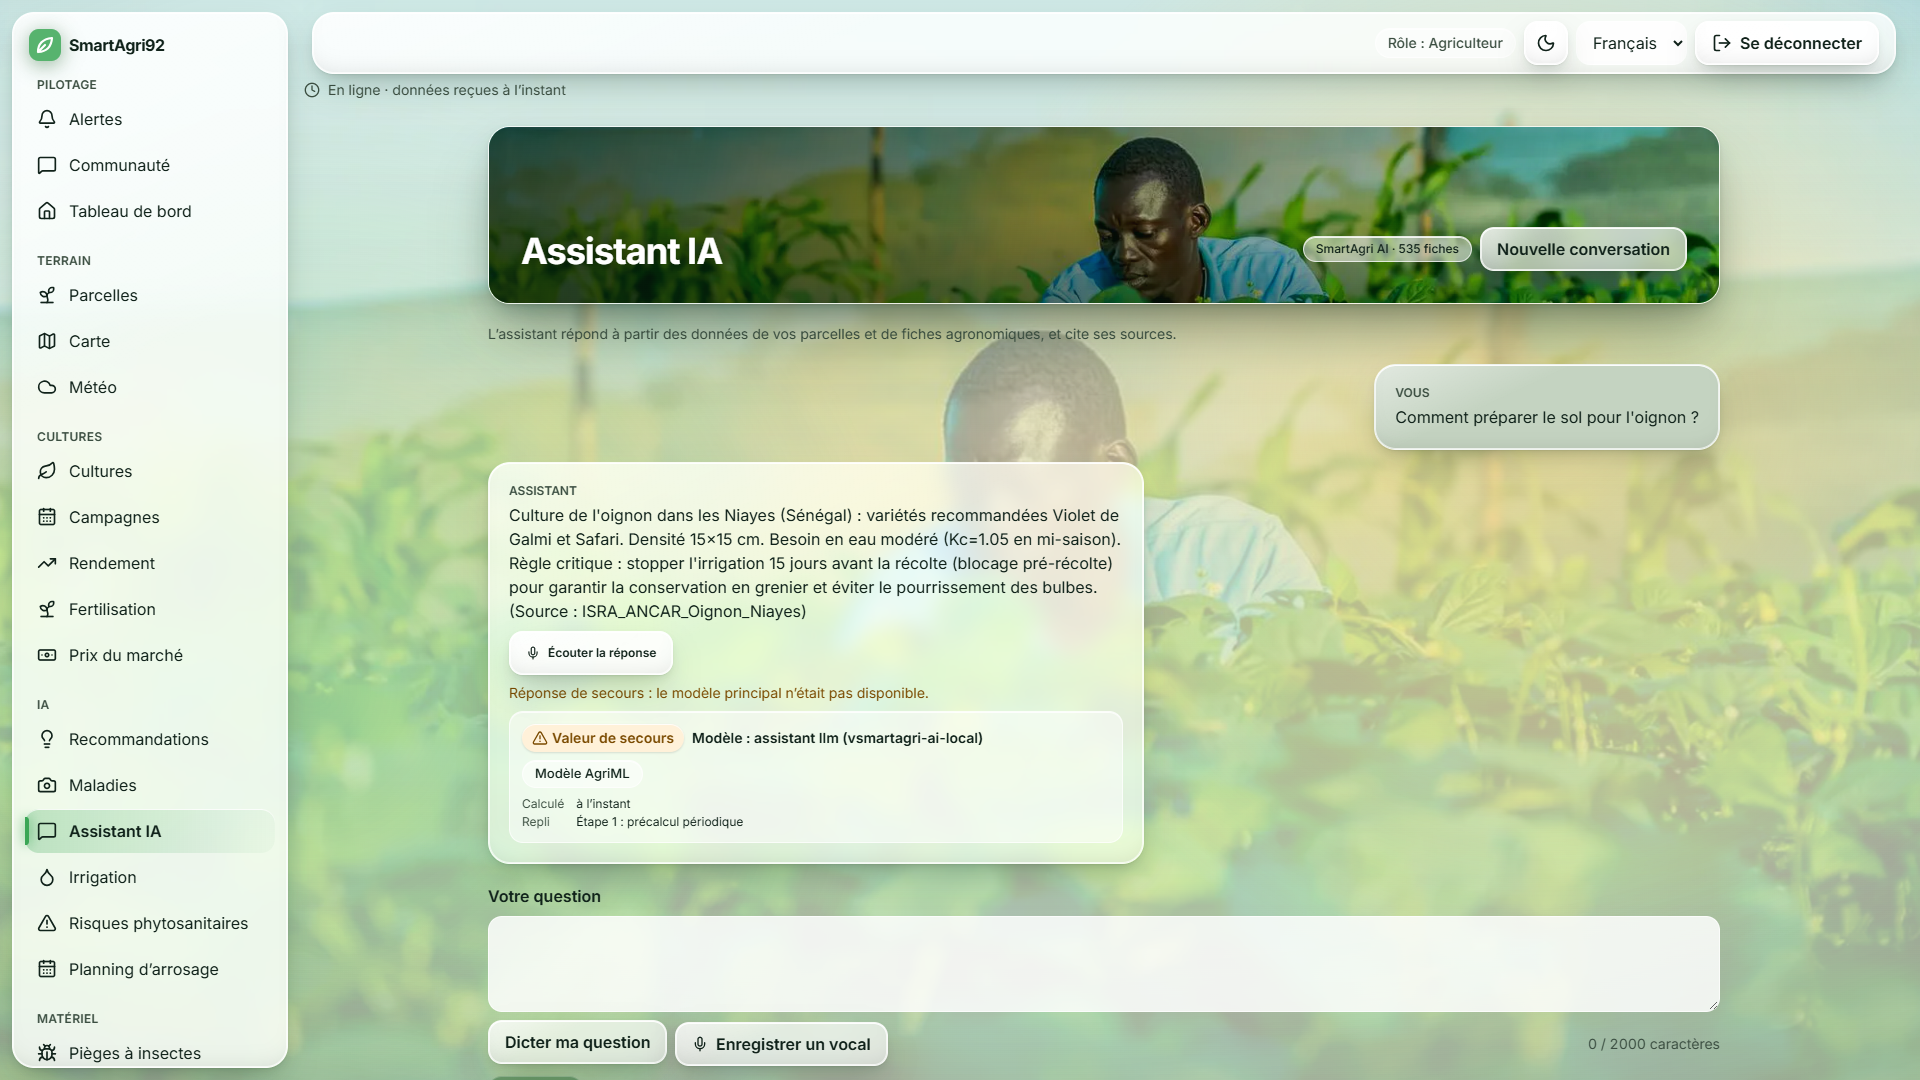 SmartAgri92
PILOTAGE
Alertes
Communauté
Tableau de bord
TERRAIN
Parcelles
Carte
Météo
CULTURES
Cultures
Campagnes
Rendement
Fertilisation
Prix du marché
IA
Recommandations
Maladies
Assistant IA
Irrigation
Risques phytosanitaires
Planning d’arrosage
MATÉRIEL
Pièges à insectes
Rôle : Agriculteur
Français
Se déconnecter
En ligne · données reçues à l’instant
Assistant IA
SmartAgri AI · 535 fiches
Nouvelle conversation
L’assistant répond à partir des données de vos parcelles et de fiches agronomiques, et cite ses sources.
VOUS
Comment préparer le sol pour l'oignon ?
ASSISTANT
Culture de l'oignon dans les Niayes (Sénégal) : variétés recommandées Violet de
Galmi et Safari. Densité 15×15 cm. Besoin en eau modéré (Kc=1.05 en mi-saison).
Règle critique : stopper l'irrigation 15 jours avant la récolte (blocage pré-récolte)
pour garantir la conservation en grenier et éviter le pourrissement des bulbes.
(Source : ISRA_ANCAR_Oignon_Niayes)
Écouter la réponse
Réponse de secours : le modèle principal n’était pas disponible.
Valeur de secours Modèle : assistant llm (vsmartagri-ai-local)
Modèle AgriML
Calculé à l’instant
Repli Étape 1 : précalcul périodique
Votre question
Dicter ma question
Enregistrer un vocal
0 / 2000 caractères